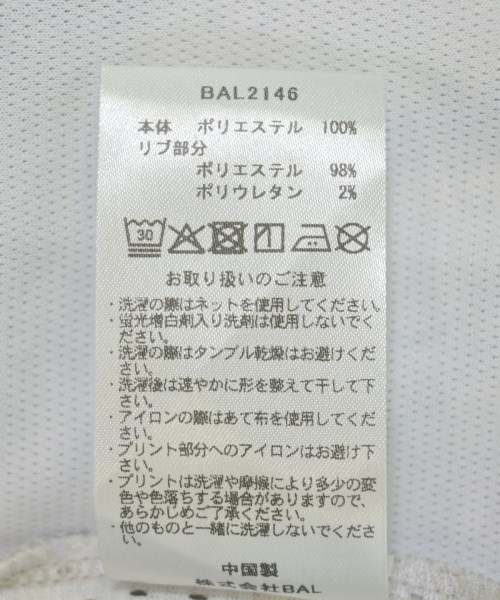 BAL2146
本体 ポリエステル 100%
リブ部分
ポリエステル 98%
ポリウレタン 2%
30
お取り扱いのご注意
・洗濯の際はネットを使用してください。
・蛍光増白剤入り洗剤は使用しないでく
ださい。
・洗濯の際はタンブル乾燥はお避けくだ
さい。
・洗濯後は速やかに形を整えて干して下
さい。
・アイロンの際はあて布を使用して下
さい。
・プリント部分へのアイロンはお避け下
さい。
・プリントは洗濯や摩擦により多少の変
色や色落ちする場合がありますので、
あらかじめご了承ください。
・他のものと一緒に洗濯しないでくださ
い。
中国製
株式会社BAL